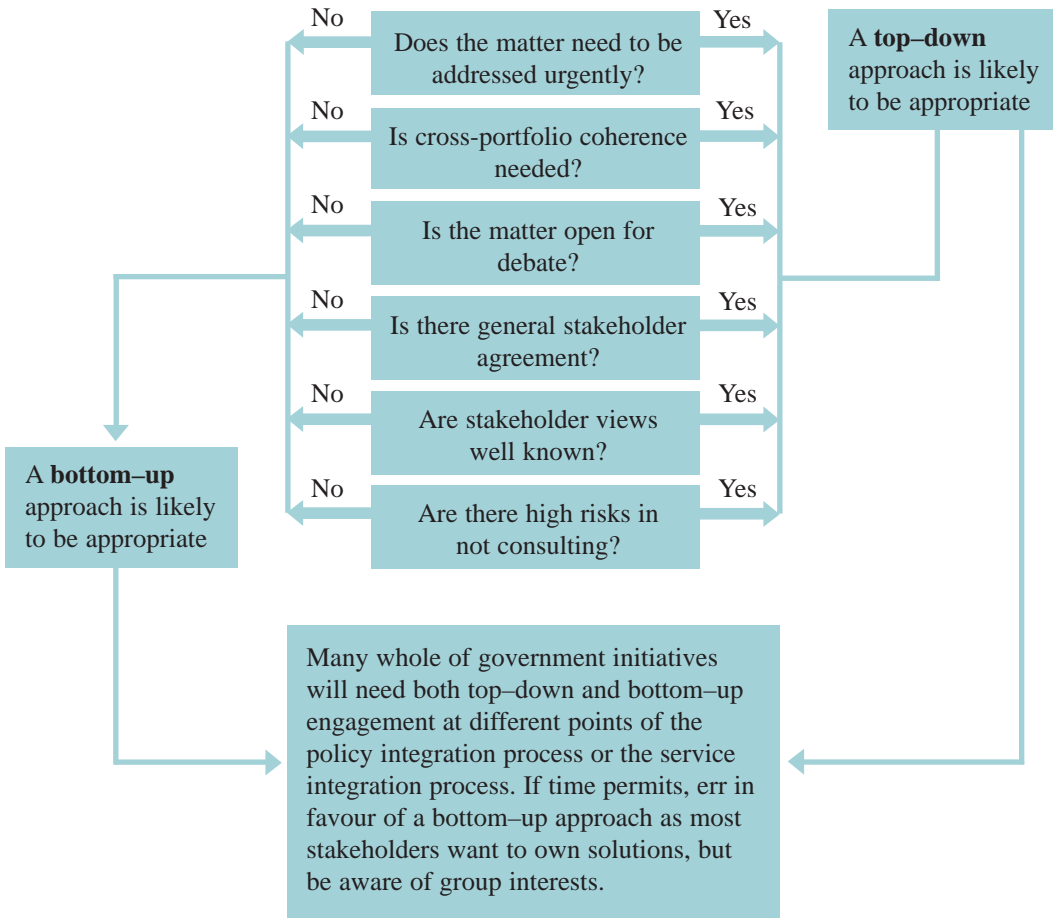 No
Does the matter need to be
addressed urgently?
Yes
No
Is cross-portfolio coherence
needed?
Yes
No
Is the matter open for
debate?
Yes
No
Is there general stakeholder
agreement?
Yes
No
Are stakeholder views
well known?
Yes
No
Are there high risks in
not consulting?
Yes
A top–down
approach is likely
to be appropriate
A bottom–up
approach is likely
to be appropriate
Many whole of government initiatives
will need both top–down and bottom–up
engagement at different points of the
policy integration process or the service
integration process. If time permits, err in
favour of a bottom–up approach as most
stakeholders want to own solutions, but
be aware of group interests.